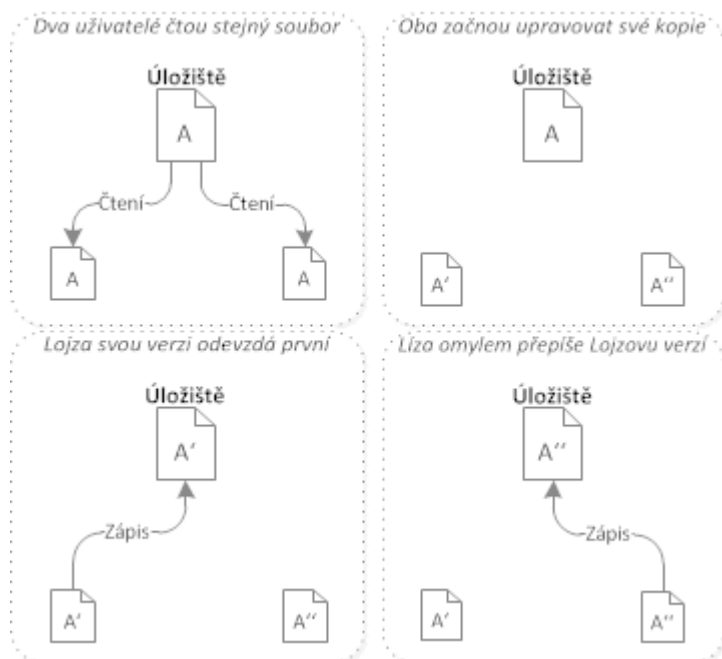 Dva uživatelé čtou stejný soubor
Úložiště
A
Čtení
Čtení
A
A
Oba začnou upravovat své kopie
Úložiště
A
A‘
A‘‘
Lojza svou verzi odevzdá první
Úložiště
A‘
Zápis
A‘
A‘‘
Líza omylem přepíše Lojzovu verzí
Úložiště
A‘‘
Zápis
A‘
A‘‘